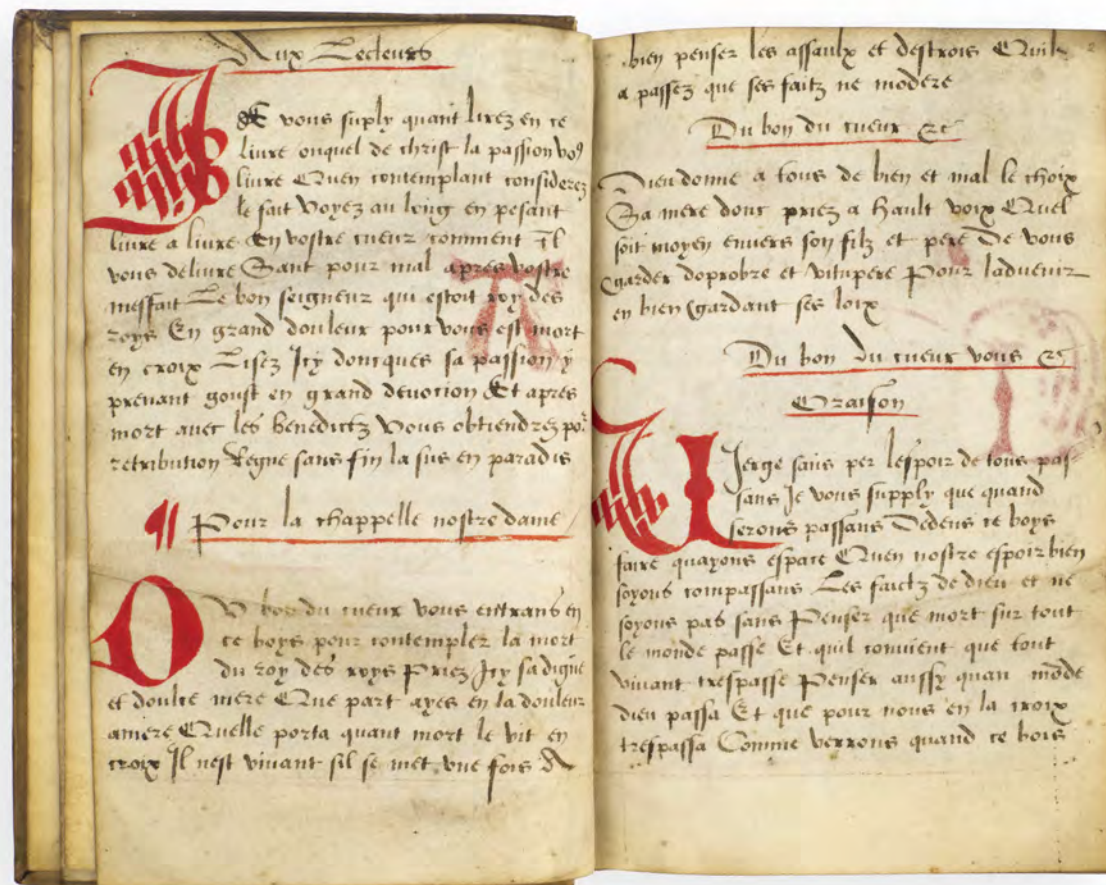 Aux Lecteurs
JE vous suply quant lirez en ce
livre onquel de christ la passion vo9
livre Quen contemplant considerez
le fait Voyez au long en pesant
livre a livre En vostre cueur comment Il
vous delivre Sant pour mal apres vostre
meffait Le bon seigneur qui estoit roy des
roys En grand douleur pour vous est mort
en croix Lisez Icy doncques sa passion y
prenant goust en grand devotion Et apres
mort avec les benedictz Vous obtiendrez por
retribution Regne sans fin la sus en paradis
¶ Pour la chappelle nostre dame
DU bon du cueur vous entrans en
ce boys pour contempler la mort
du roy des roys Priez Icy sa digne
et doulce mere Que part ayes en la douleur
amere Quelle porta quant mort le vit en
croix Il nest vivant sil se met une fois A
bien penser les assaulx et destrois Quil
a passez que ses faitz ne modere
Du bon du cueur &c
Dieu donne a tous de bien et mal le choix
Sa mere donc priez a hault voix Quel
soit moyen envers son filz et pere De vous
garder doprobre et vitupere Pour ladvenir
en bien gardant ses loix
Du bon du cueur vous &c
Oraison
VIerge sans per lespoir de tous pas
sans Je vous supply que quand
serons passans Dedens ce boys
faire quayons espace Quen nostre espoir bien
soyons compassans Les faictz de dieu et ne
soyons pas sans Penser que mort sur tout
le monde passe Et quil convient que tout
vivant trespasse Penser aussy quan mode
dieu passa Et que pour nous en la croix
trespassa Comme verrons quand ce bois